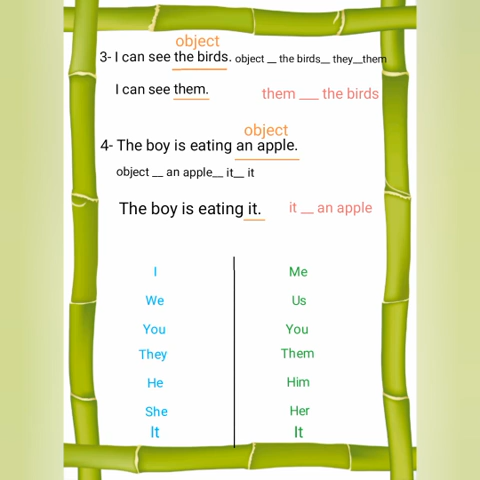 object
3- I can see the birds. object __ the birds__ they__them
I can see them. them ___ the birds
object
4- The boy is eating an apple.
object __ an apple__ it__ it
The boy is eating it. it __ an apple
I Me
We Us
You You
They Them
He Him
She Her
It It